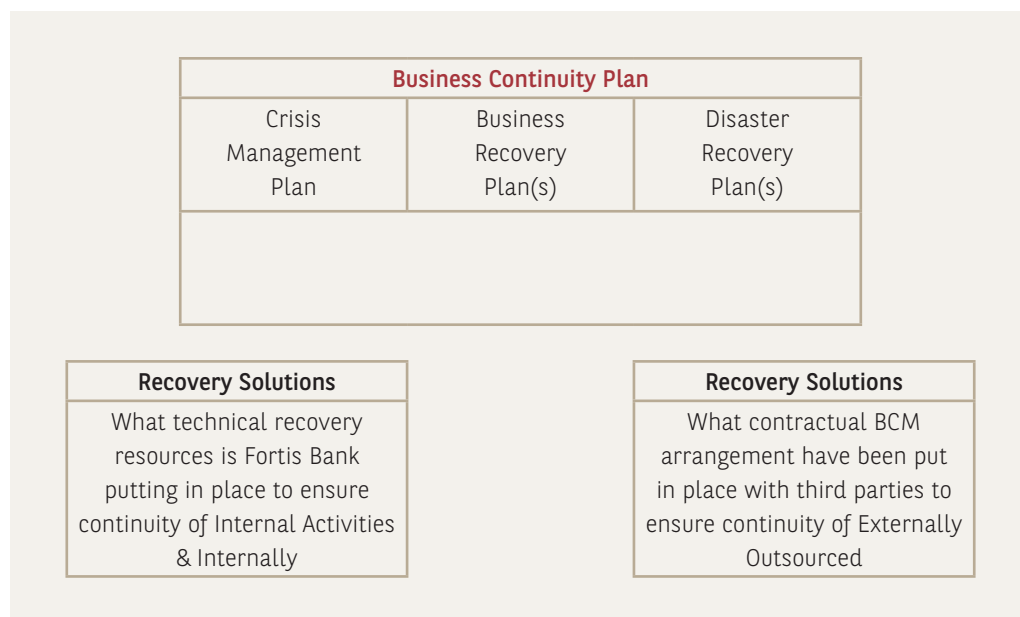 Business Continuity Plan
Crisis
Management
Plan
Business
Recovery
Plan(s)
Disaster
Recovery
Plan(s)
Recovery Solutions
What technical recovery
resources is Fortis Bank
putting in place to ensure
continuity of Internal Activities
& Internally
Recovery Solutions
What contractual BCM
arrangement have been put
in place with third parties to
ensure continuity of Externally
Outsourced